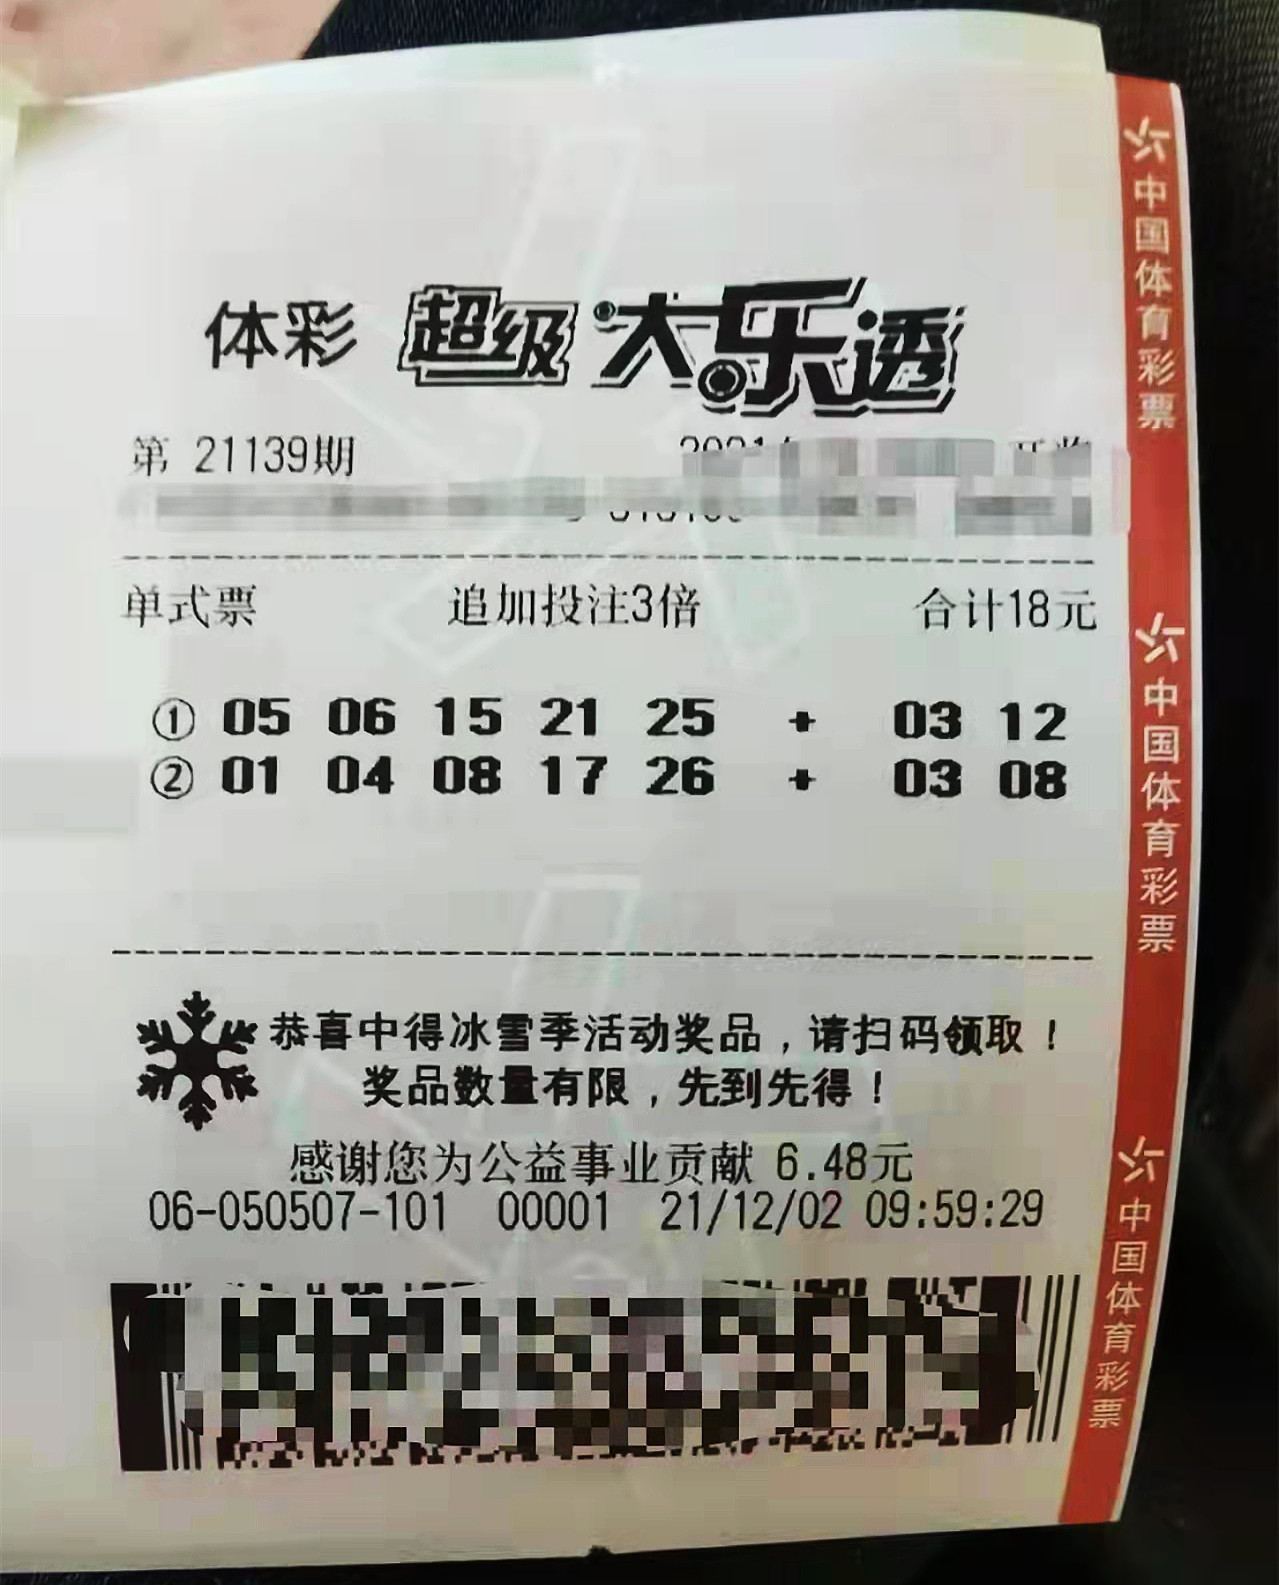 体彩 超级大乐透
第 21139期
单式票 追加投注3倍 合计18元
① 05 06 15 21 25 + 03 12
② 01 04 08 17 26 + 03 08
恭喜中得冰雪季活动奖品，请扫码领取！
奖品数量有限，先到先得！
感谢您为公益事业贡献 6.48元
06-050507-101 00001 21/12/02 09:59:29
中国体育彩票
中国体育彩票
中国体育彩票